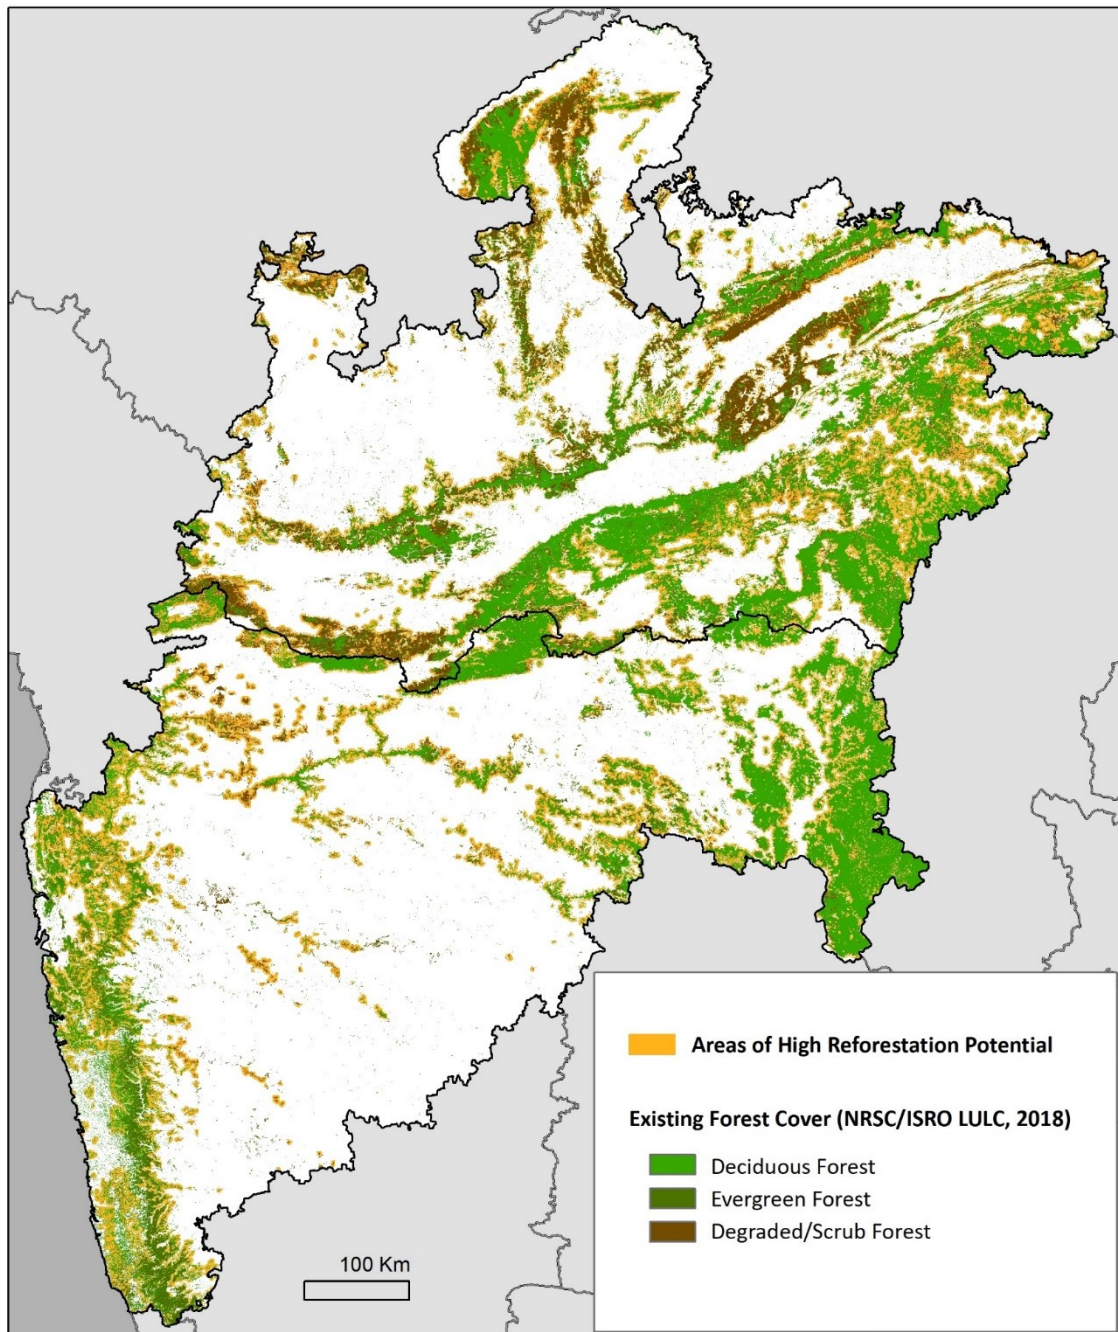 Areas of High Reforestation Potential
Existing Forest Cover (NRSC/ISRO LULC, 2018)
Deciduous Forest
Evergreen Forest
Degraded/Scrub Forest
100 Km